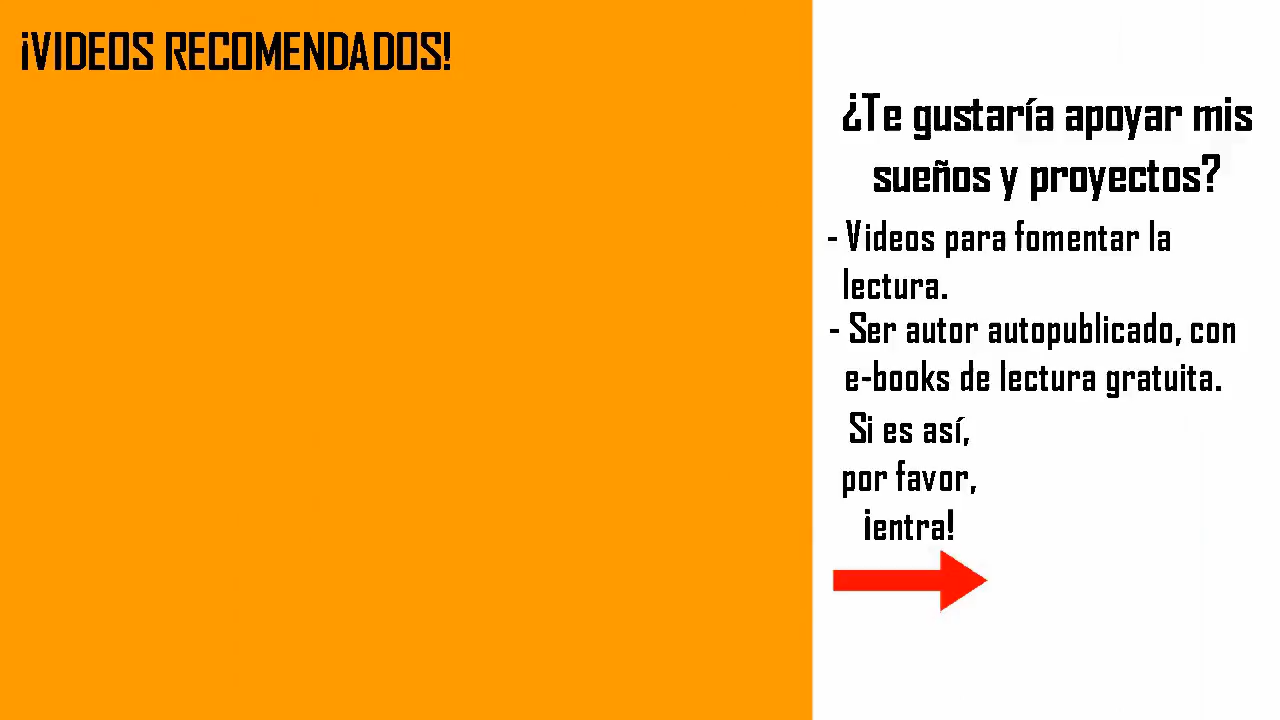 ¡VIDEOS RECOMENDADOS!
¿Te gustaría apoyar mis
sueños y proyectos?
- Videos para fomentar la
lectura.
- Ser autor autopublicado, con
e-books de lectura gratuita.
Si es así,
por favor,
¡entra!